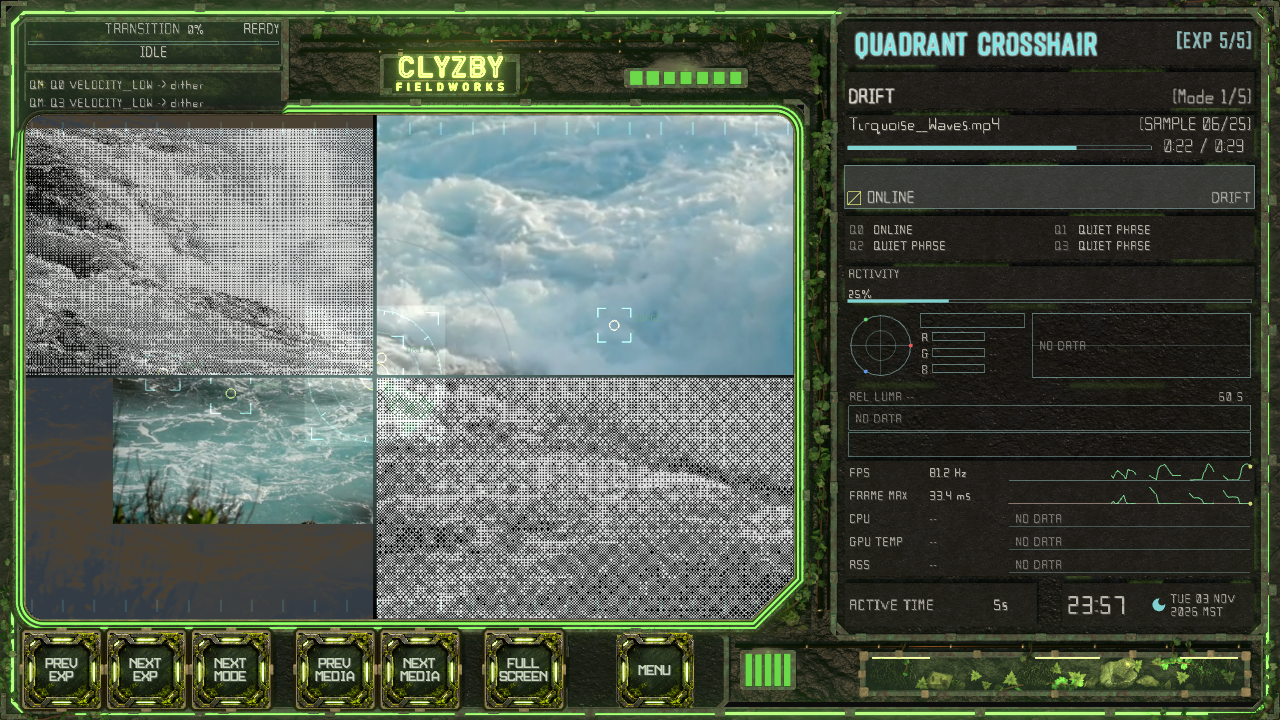 TRANSITION 0% READY
IDLE
QM Q0 VELOCITY_LOW -> dither
QM Q3 VELOCITY_LOW -> dither
CLYZBY
FIELDWORKS
QUADRANT CROSSHAIR [EXP 5/5]
DRIFT (Mode 1/5)
Turquoise_Waves.mp4 (SAMPLE 06/25)
0:22 / 0:29
ONLINE DRIFT
Q0 ONLINE Q1 QUIET PHASE
Q2 QUIET PHASE Q3 QUIET PHASE
ACTIVITY
25%
R --
G --
B --
NO DATA
REL LUMA -- 60 S
NO DATA
FPS 81.2 Hz
FRAME MAX 33.4 mS
CPU -- NO DATA
GPU TEMP -- NO DATA
RSS -- NO DATA
ACTIVE TIME 5s
23:57
TUE 03 NOV
2026 MST
PREV
EXP
NEXT
EXP
NEXT
MODE
PREV
MEDIA
NEXT
MEDIA
FULL
SCREEN
MENU